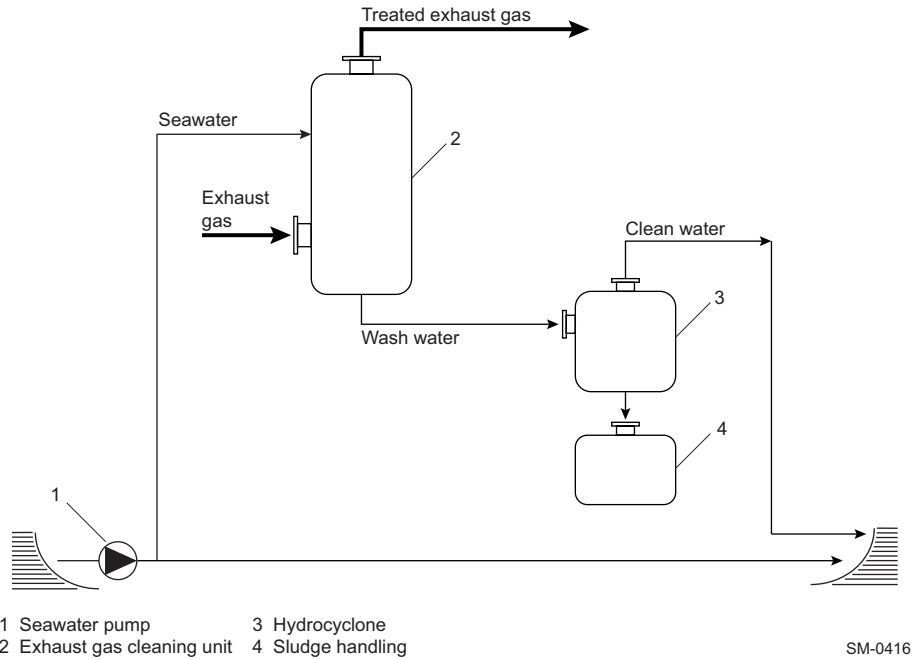 Treated exhaust gas
Seawater
2
Exhaust
gas
Clean water
3
Wash water
4
1
1 Seawater pump
3 Hydrocyclone
2 Exhaust gas cleaning unit
4 Sludge handling
SM-0416